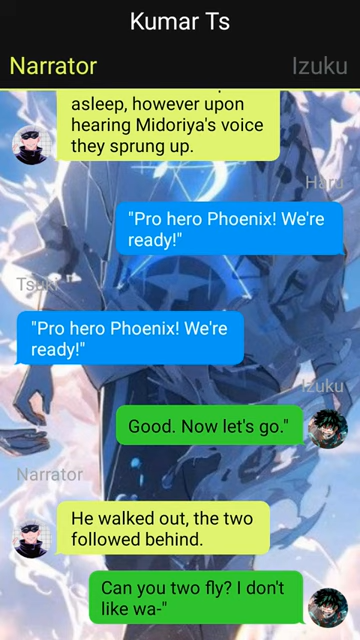 Kumar Ts
Narrator Izuku
asleep, however upon
hearing Midoriya's voice
they sprung up.
Haru
"Pro hero Phoenix! We're
ready!"
"Pro hero Phoenix! We're
ready!"
Izuku
Good. Now let's go."
Narrator
He walked out, the two
followed behind.
Can you two fly? I don't
like wa-"